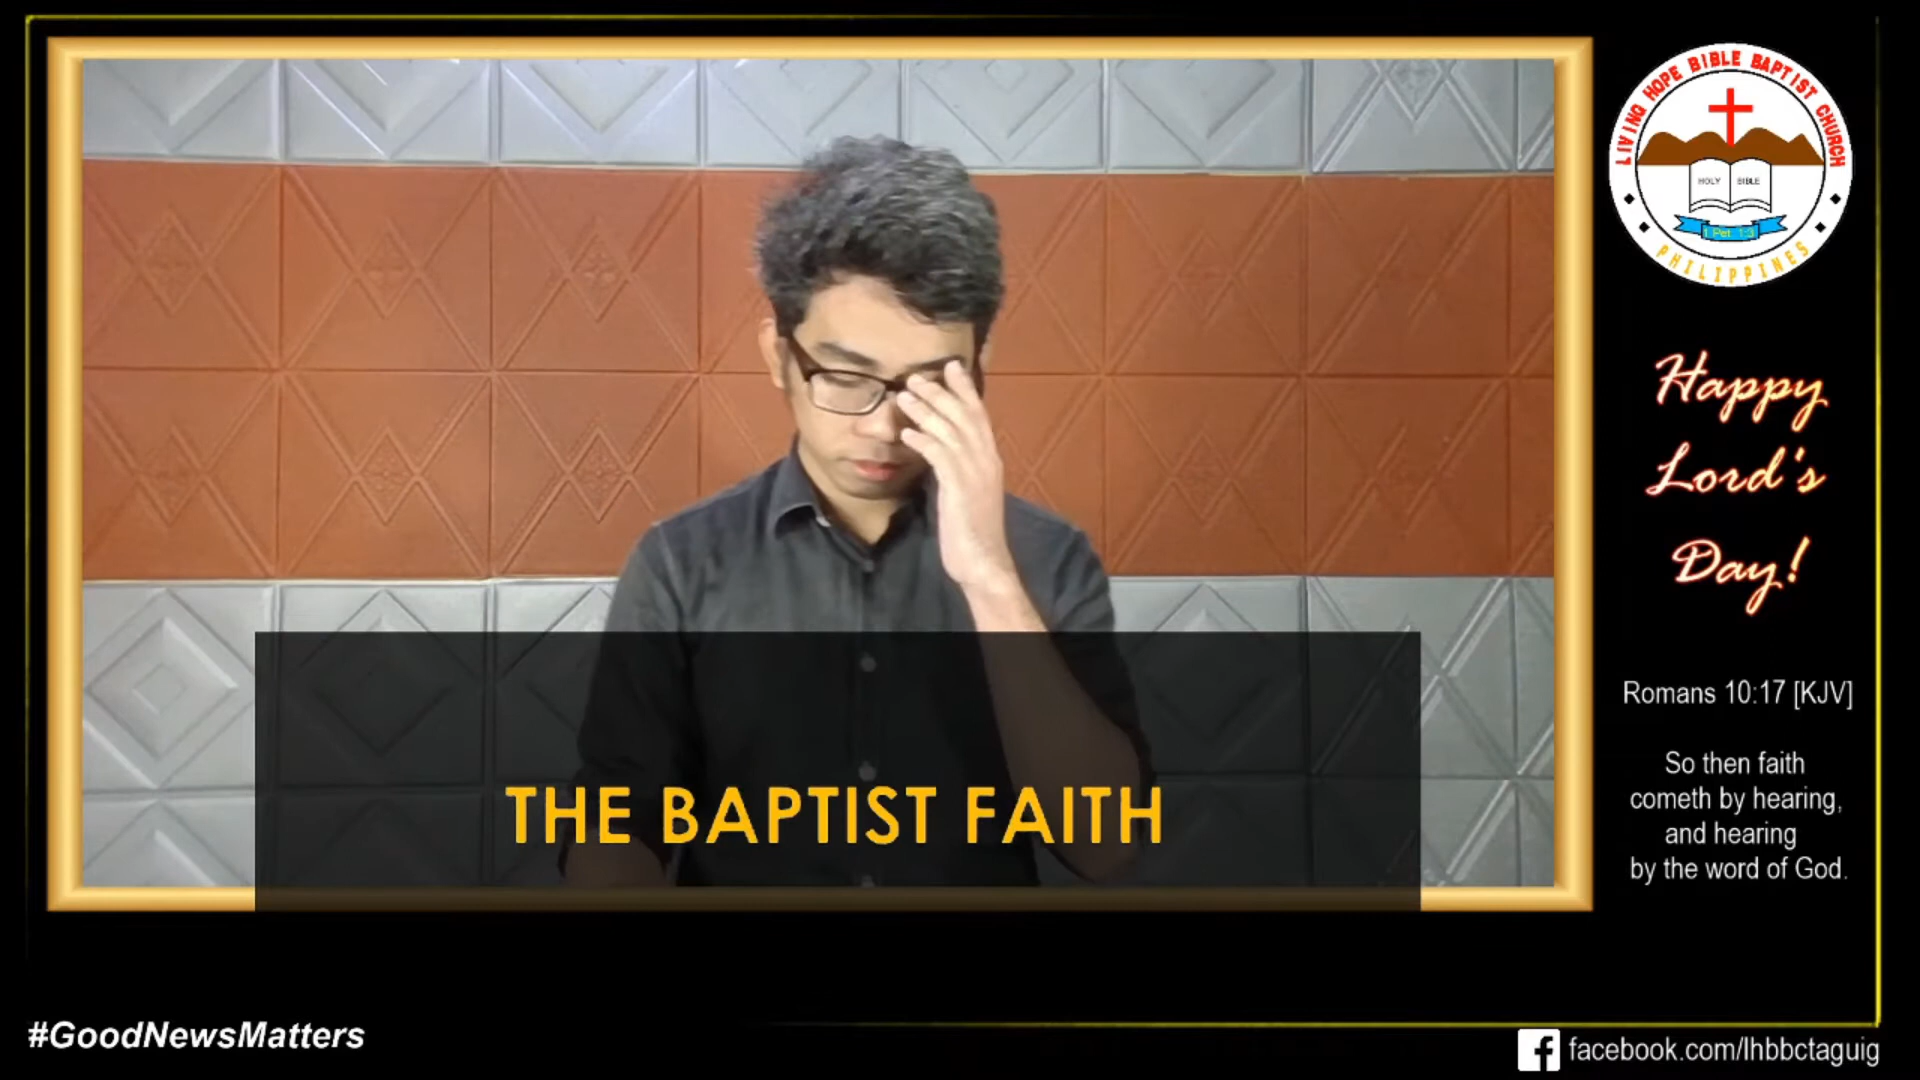 LIVING HOPE BIBLE BAPTIST CHURCH
HOLY BIBLE
1 Pet. 1:3
PHILIPPINES
Happy
Lord's
Day!
Romans 10:17 [KJV]
So then faith
cometh by hearing,
and hearing
by the word of God.
THE BAPTIST FAITH
#GoodNewsMatters
facebook.com/lhbbctaguig